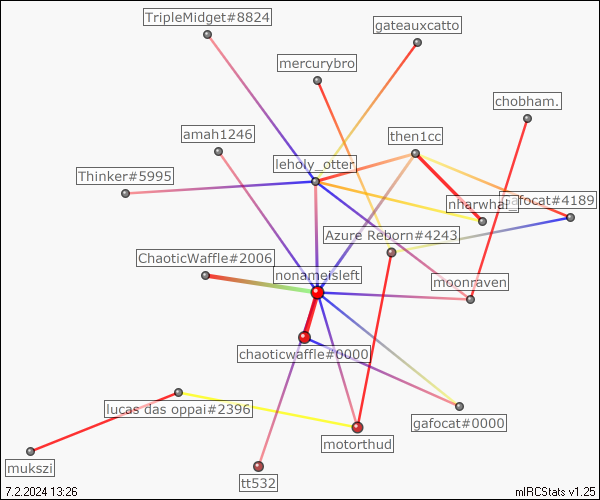 TripleMidget#8824
gateauxcatto
mercurybro
chobham.
amah1246
then1cc
leholy_otter
Thinker#5995
Gafocat#4189
nharwhal_
Azure Reborn#4243
ChaoticWaffle#2006
nonameisleft
moonraven
chaoticwaffle#0000
lucas das oppai#2396
gafocat#0000
motorthud
mukszi
tt532
7.2.2024 13:26
mIRCStats v1.25